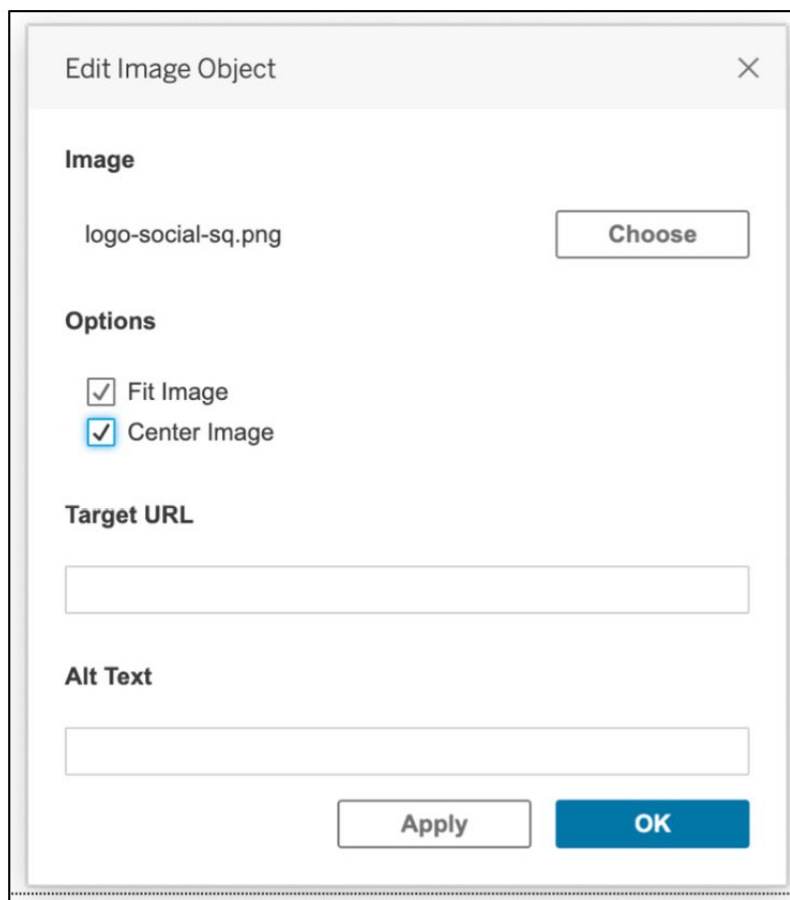 Edit Image Object
Image
logo-social-sq.png
Choose
Options
Fit Image
Center Image
Target URL
Alt Text
Apply
OK